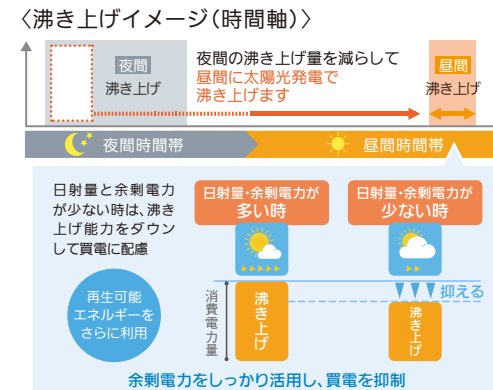 〈沸き上げイメージ(時間軸)〉
夜間
沸き上げ
夜間の沸き上げ量を減らして
昼間に太陽光発電で
沸き上げます
昼間
沸き上げ
夜間時間帯
昼間時間帯
日射量と余剰電力
が少ない時は、沸き
上げ能力をダウン
して買電に配慮
再生可能
エネルギーを
さらに利用
日射量・余剰電力が
多い時
日射量・余剰電力が
少ない時
消費電力量
沸き上げ
抑える
沸き上げ
余剰電力をしっかり活用し、買電を抑制